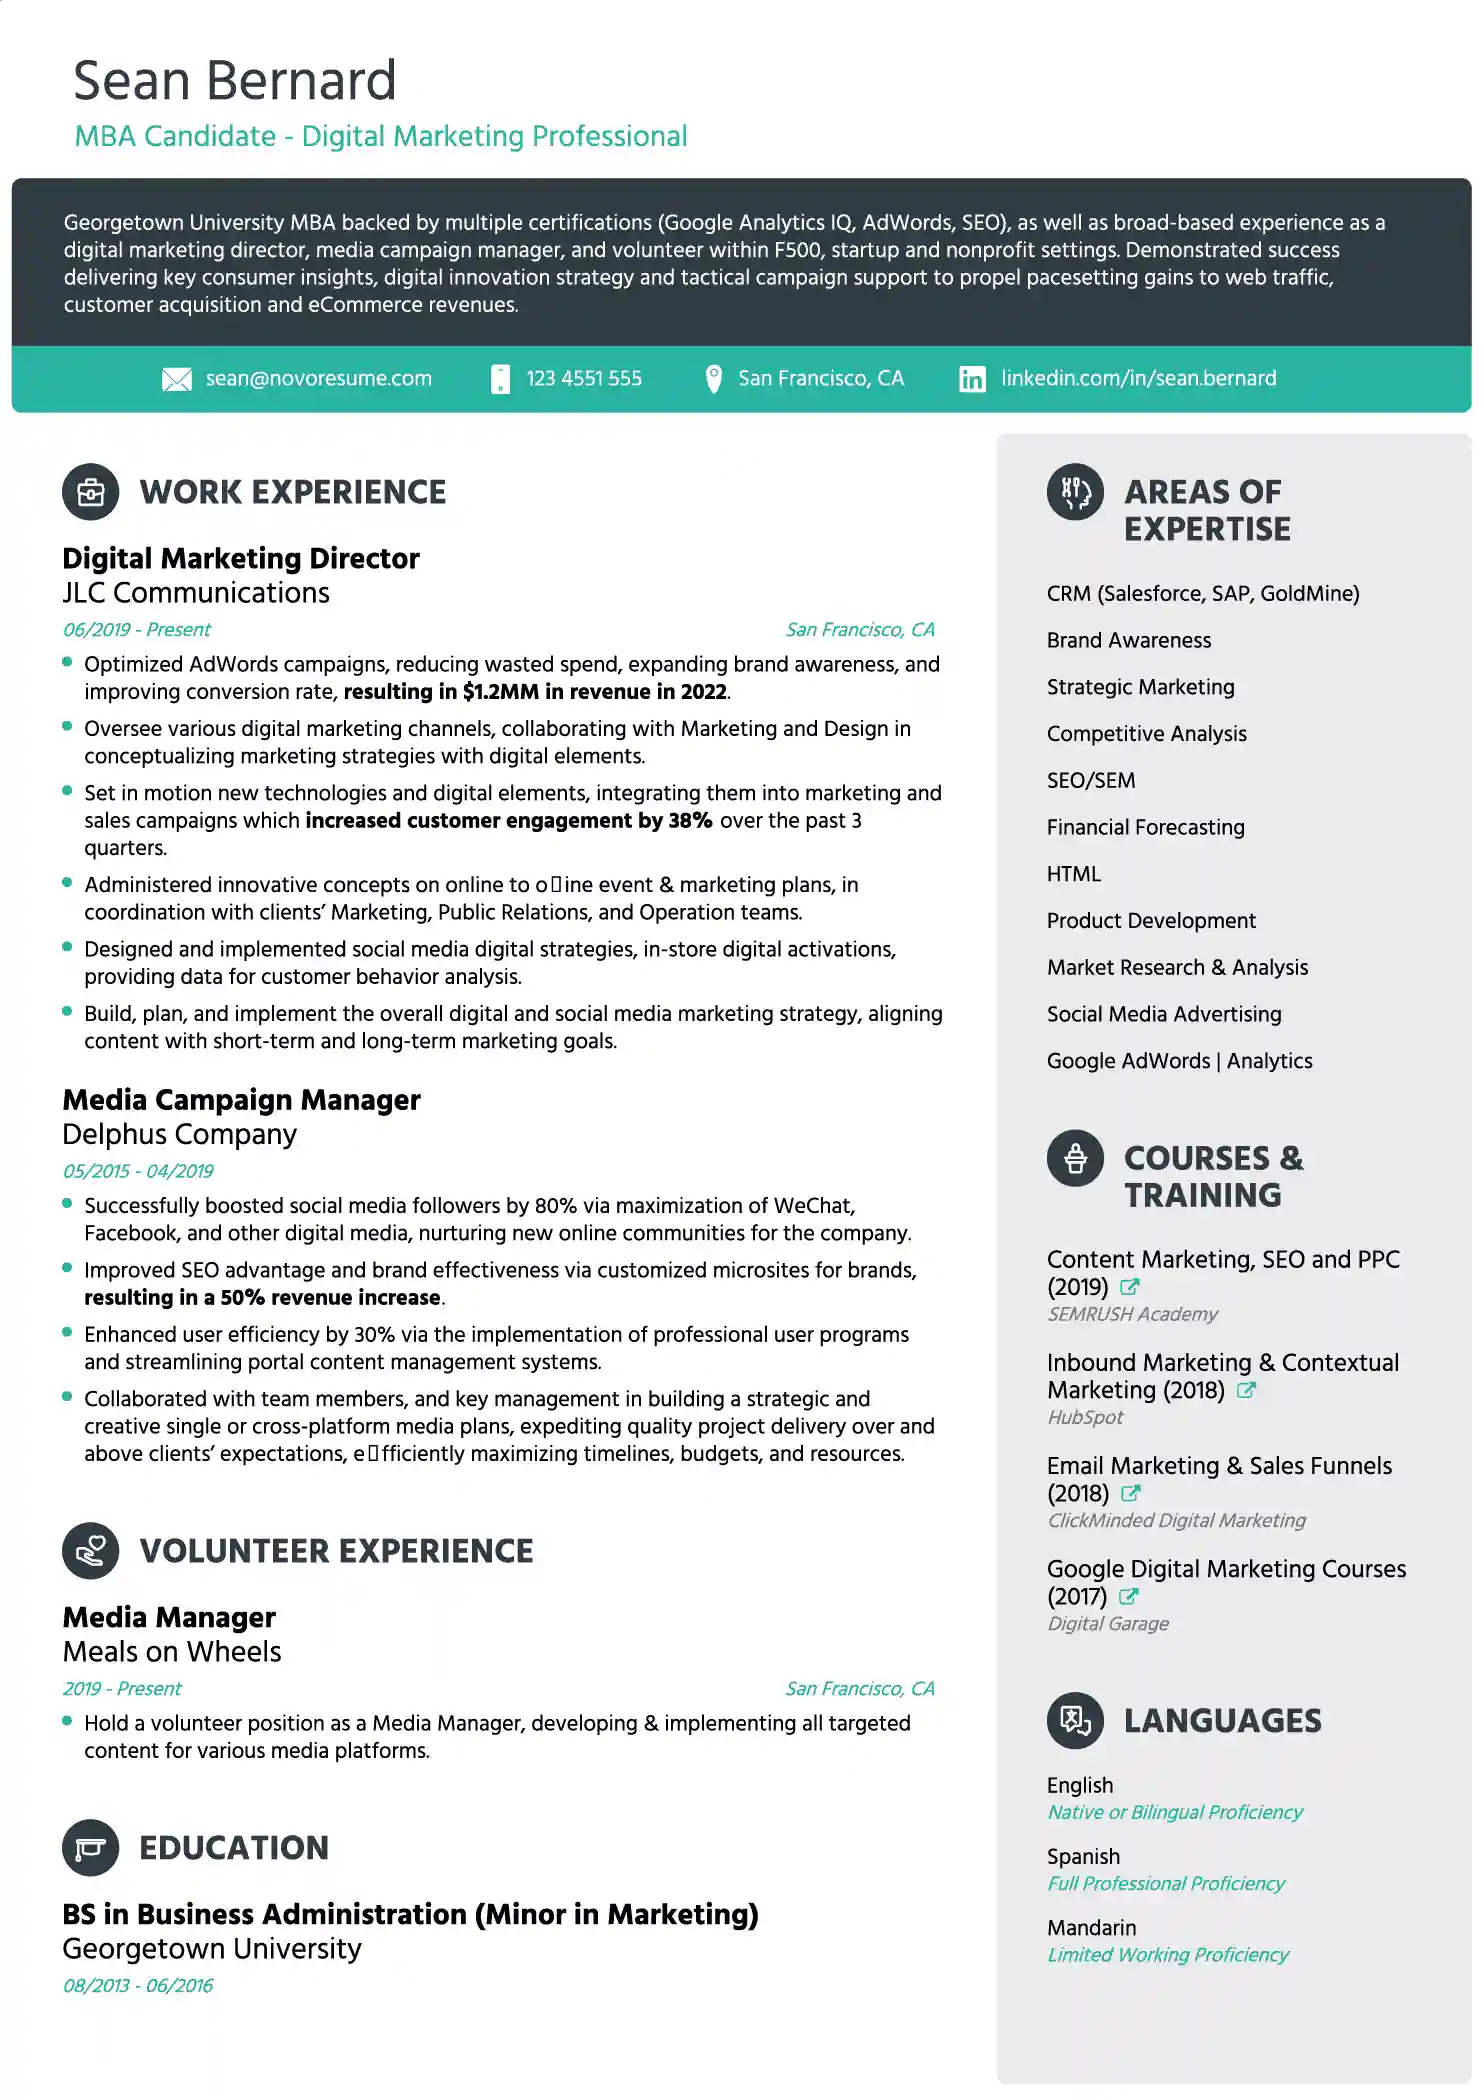 Sean Bernard
MBA Candidate - Digital Marketing Professional
Georgetown University MBA backed by multiple certifications (Google Analytics IQ, AdWords, SEO), as well as broad-based experience as a
digital marketing director, media campaign manager, and volunteer within F500, startup and nonprofit settings. Demonstrated success
delivering key consumer insights, digital innovation strategy and tactical campaign support to propel pacesetting gains to web traffic,
customer acquisition and eCommerce revenues.
sean@novoresume.com
123 4551 555
San Francisco, CA
linkedin.com/in/sean.bernard
WORK EXPERIENCE
Digital Marketing Director
JLC Communications
06/2019 - Present
San Francisco, CA
Optimized AdWords campaigns, reducing wasted spend, expanding brand awareness, and
improving conversion rate, resulting in $1.2MM in revenue in 2022.
Oversee various digital marketing channels, collaborating with Marketing and Design in
conceptualizing marketing strategies with digital elements.
Set in motion new technologies and digital elements, integrating them into marketing and
sales campaigns which increased customer engagement by 38% over the past 3
quarters.
Administered innovative concepts on online to o▯ine event & marketing plans, in
coordination with clients’ Marketing, Public Relations, and Operation teams.
Designed and implemented social media digital strategies, in-store digital activations,
providing data for customer behavior analysis.
Build, plan, and implement the overall digital and social media marketing strategy, aligning
content with short-term and long-term marketing goals.
Media Campaign Manager
Delphus Company
05/2015 - 04/2019
Successfully boosted social media followers by 80% via maximization of WeChat,
Facebook, and other digital media, nurturing new online communities for the company.
Improved SEO advantage and brand effectiveness via customized microsites for brands,
resulting in a 50% revenue increase.
Enhanced user efficiency by 30% via the implementation of professional user programs
and streamlining portal content management systems.
Collaborated with team members, and key management in building a strategic and
creative single or cross-platform media plans, expediting quality project delivery over and
above clients’ expectations, e▯fficiently maximizing timelines, budgets, and resources.
VOLUNTEER EXPERIENCE
Media Manager
Meals on Wheels
2019 - Present
San Francisco, CA
Hold a volunteer position as a Media Manager, developing & implementing all targeted
content for various media platforms.
EDUCATION
BS in Business Administration (Minor in Marketing)
Georgetown University
08/2013 - 06/2016
AREAS OF
EXPERTISE
CRM (Salesforce, SAP, GoldMine)
Brand Awareness
Strategic Marketing
Competitive Analysis
SEO/SEM
Financial Forecasting
HTML
Product Development
Market Research & Analysis
Social Media Advertising
Google AdWords | Analytics
COURSES &
TRAINING
Content Marketing, SEO and PPC
(2019)
SEMRUSH Academy
Inbound Marketing & Contextual
Marketing (2018)
HubSpot
Email Marketing & Sales Funnels
(2018)
ClickMinded Digital Marketing
Google Digital Marketing Courses
(2017)
Digital Garage
LANGUAGES
English
Native or Bilingual Proficiency
Spanish
Full Professional Proficiency
Mandarin
Limited Working Proficiency